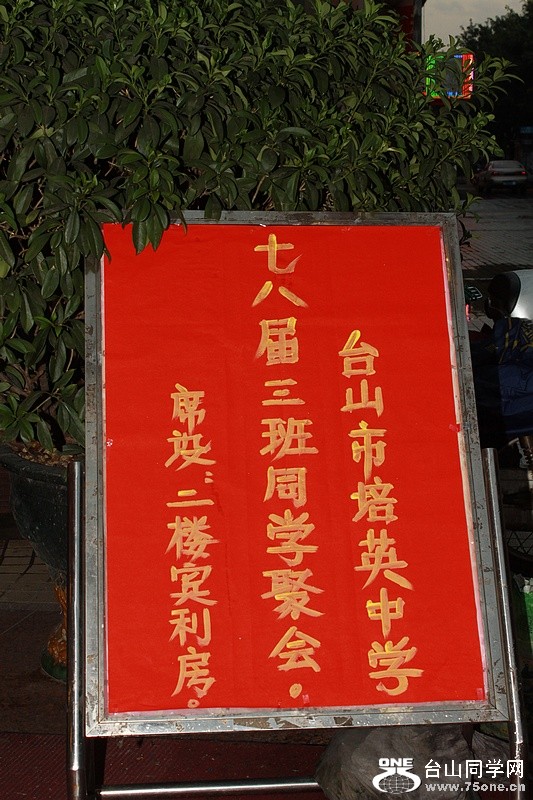 台山市培英中学
七八届三班同学聚会。
席设:二楼宾利房。
ONE 台山同学网
www.75one.cn